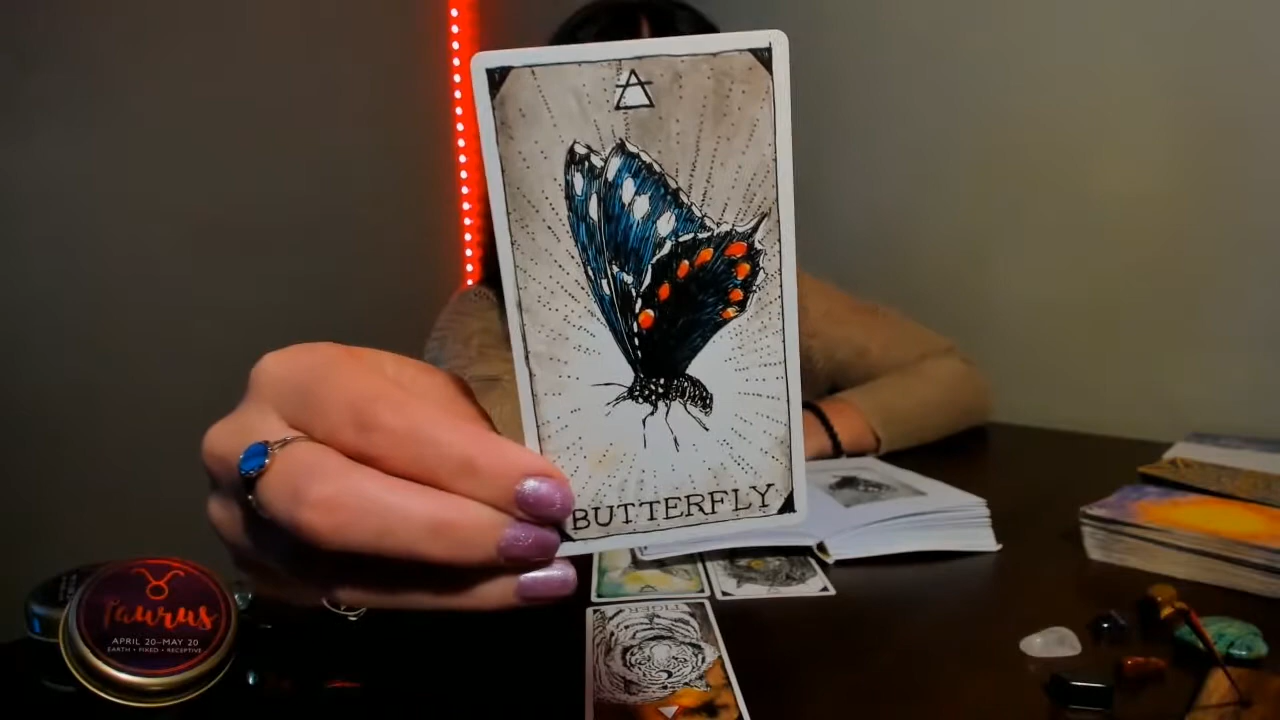 BUTTERFLY
TIGER
Taurus
APRIL 20–MAY 20
EARTH • FIXED • RECEPTIVE